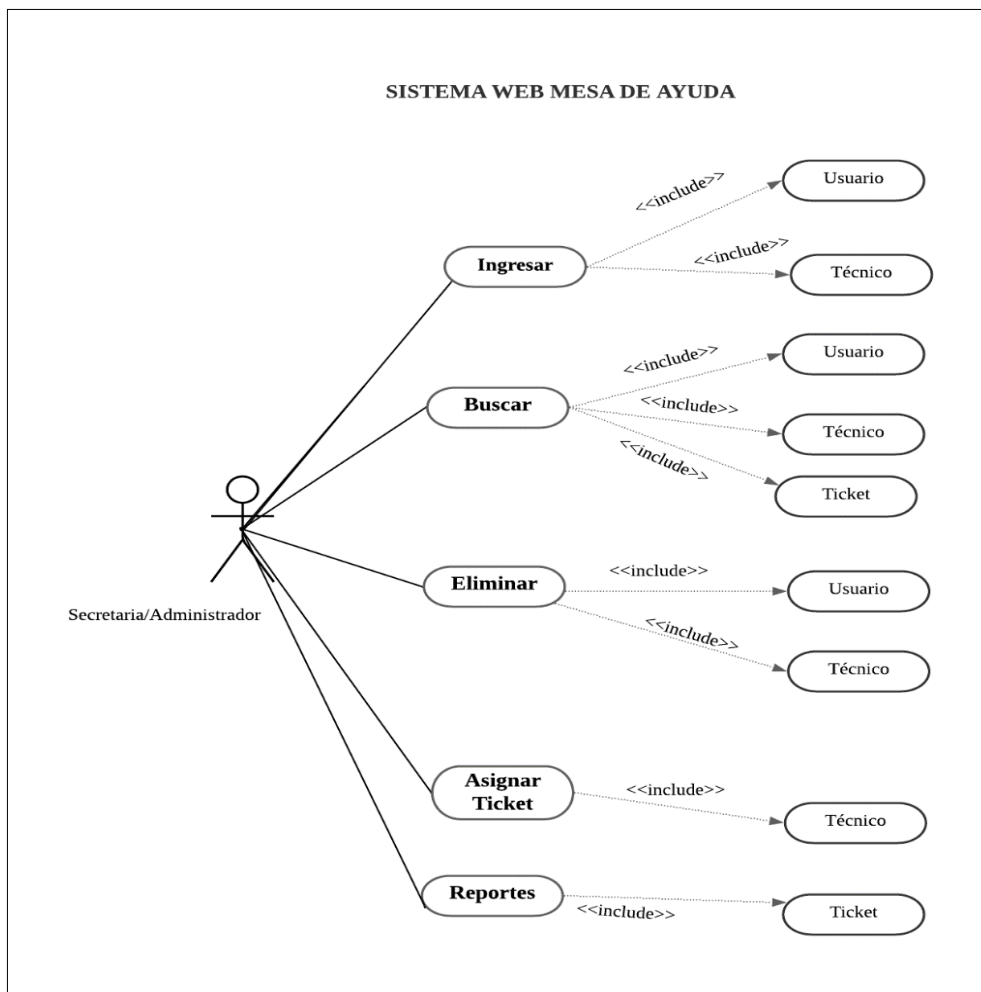 SISTEMA WEB MESA DE AYUDA
<<include>>
Usuario
Ingresar
<<include>>
Técnico
<<include>>
Usuario
Buscar
<<include>>
Técnico
<<include>>
Ticket
Eliminar
<<include>>
Usuario
Secretaria/Administrador
<<include>>
Técnico
Asignar
Ticket
<<include>>
Técnico
Reportes
<<include>>
Ticket